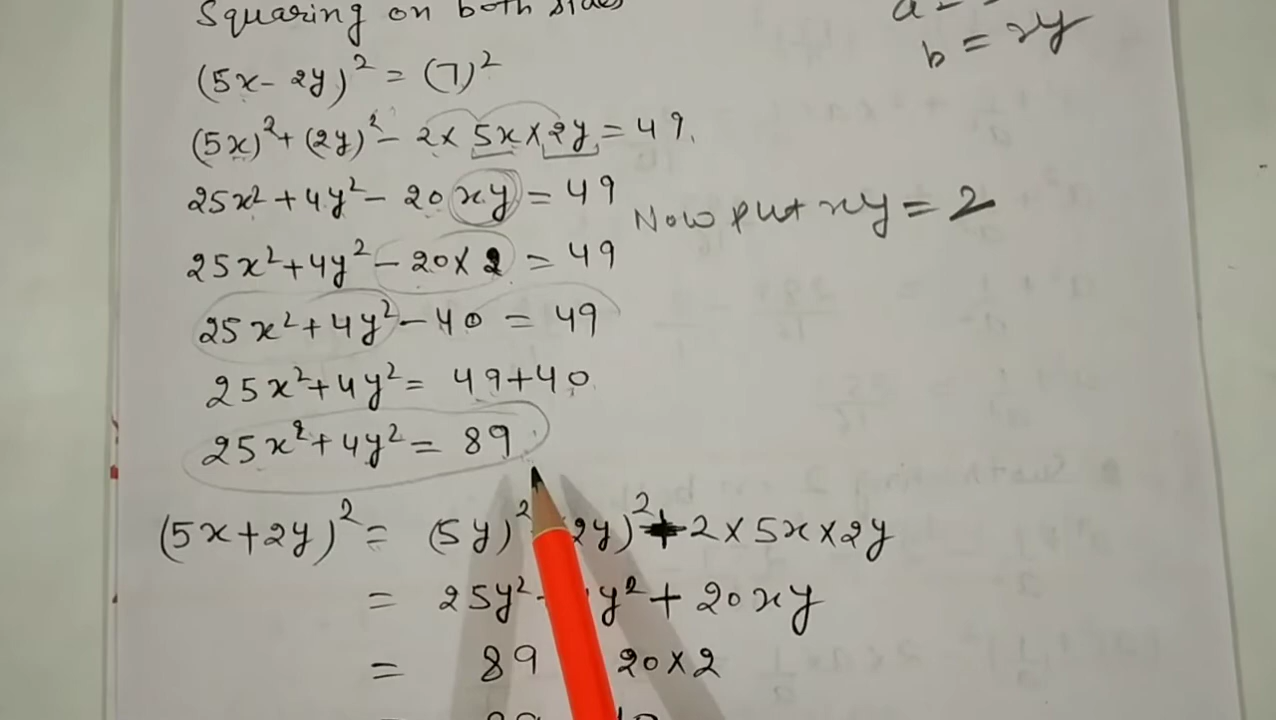 Squaring on both sides
b = 2y
(5x - 2y)² = (7)²
(5x)² + (2y)² - 2 × 5x × 2y = 49.
25x² + 4y² - 20xy = 49
Now put xy = 2
25x² + 4y² - 20 × 2 = 49
25x² + 4y² - 40 = 49
25x² + 4y² = 49 + 40
25x² + 4y² = 89
(5x + 2y)² = (5y)² 2y)² + 2 × 5x × 2y
= 25y² y² + 20xy
= 89 20 × 2